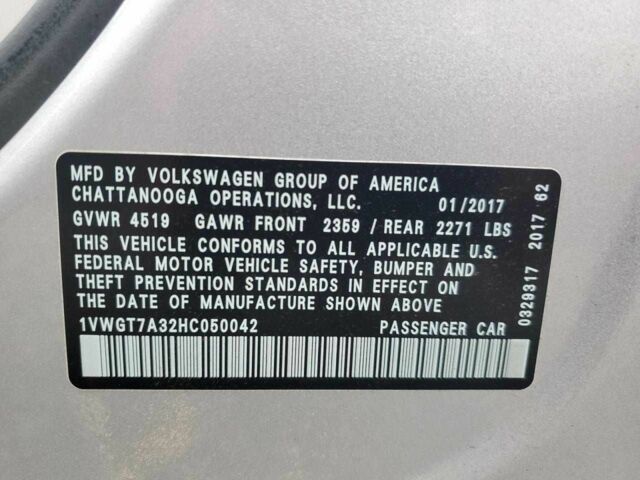 MFD BY VOLKSWAGEN GROUP OF AMERICA
CHATTANOOGA OPERATIONS, LLC. 01/2017
GVWR 4519 GAWR FRONT 2359 / REAR 2271 LBS
THIS VEHICLE CONFORMS TO ALL APPLICABLE U.S.
FEDERAL MOTOR VEHICLE SAFETY, BUMPER AND
THEFT PREVENTION STANDARDS IN EFFECT ON
THE DATE OF MANUFACTURE SHOWN ABOVE
1VWGT7A32HC050042 PASSENGER CAR
0329317 2017 62